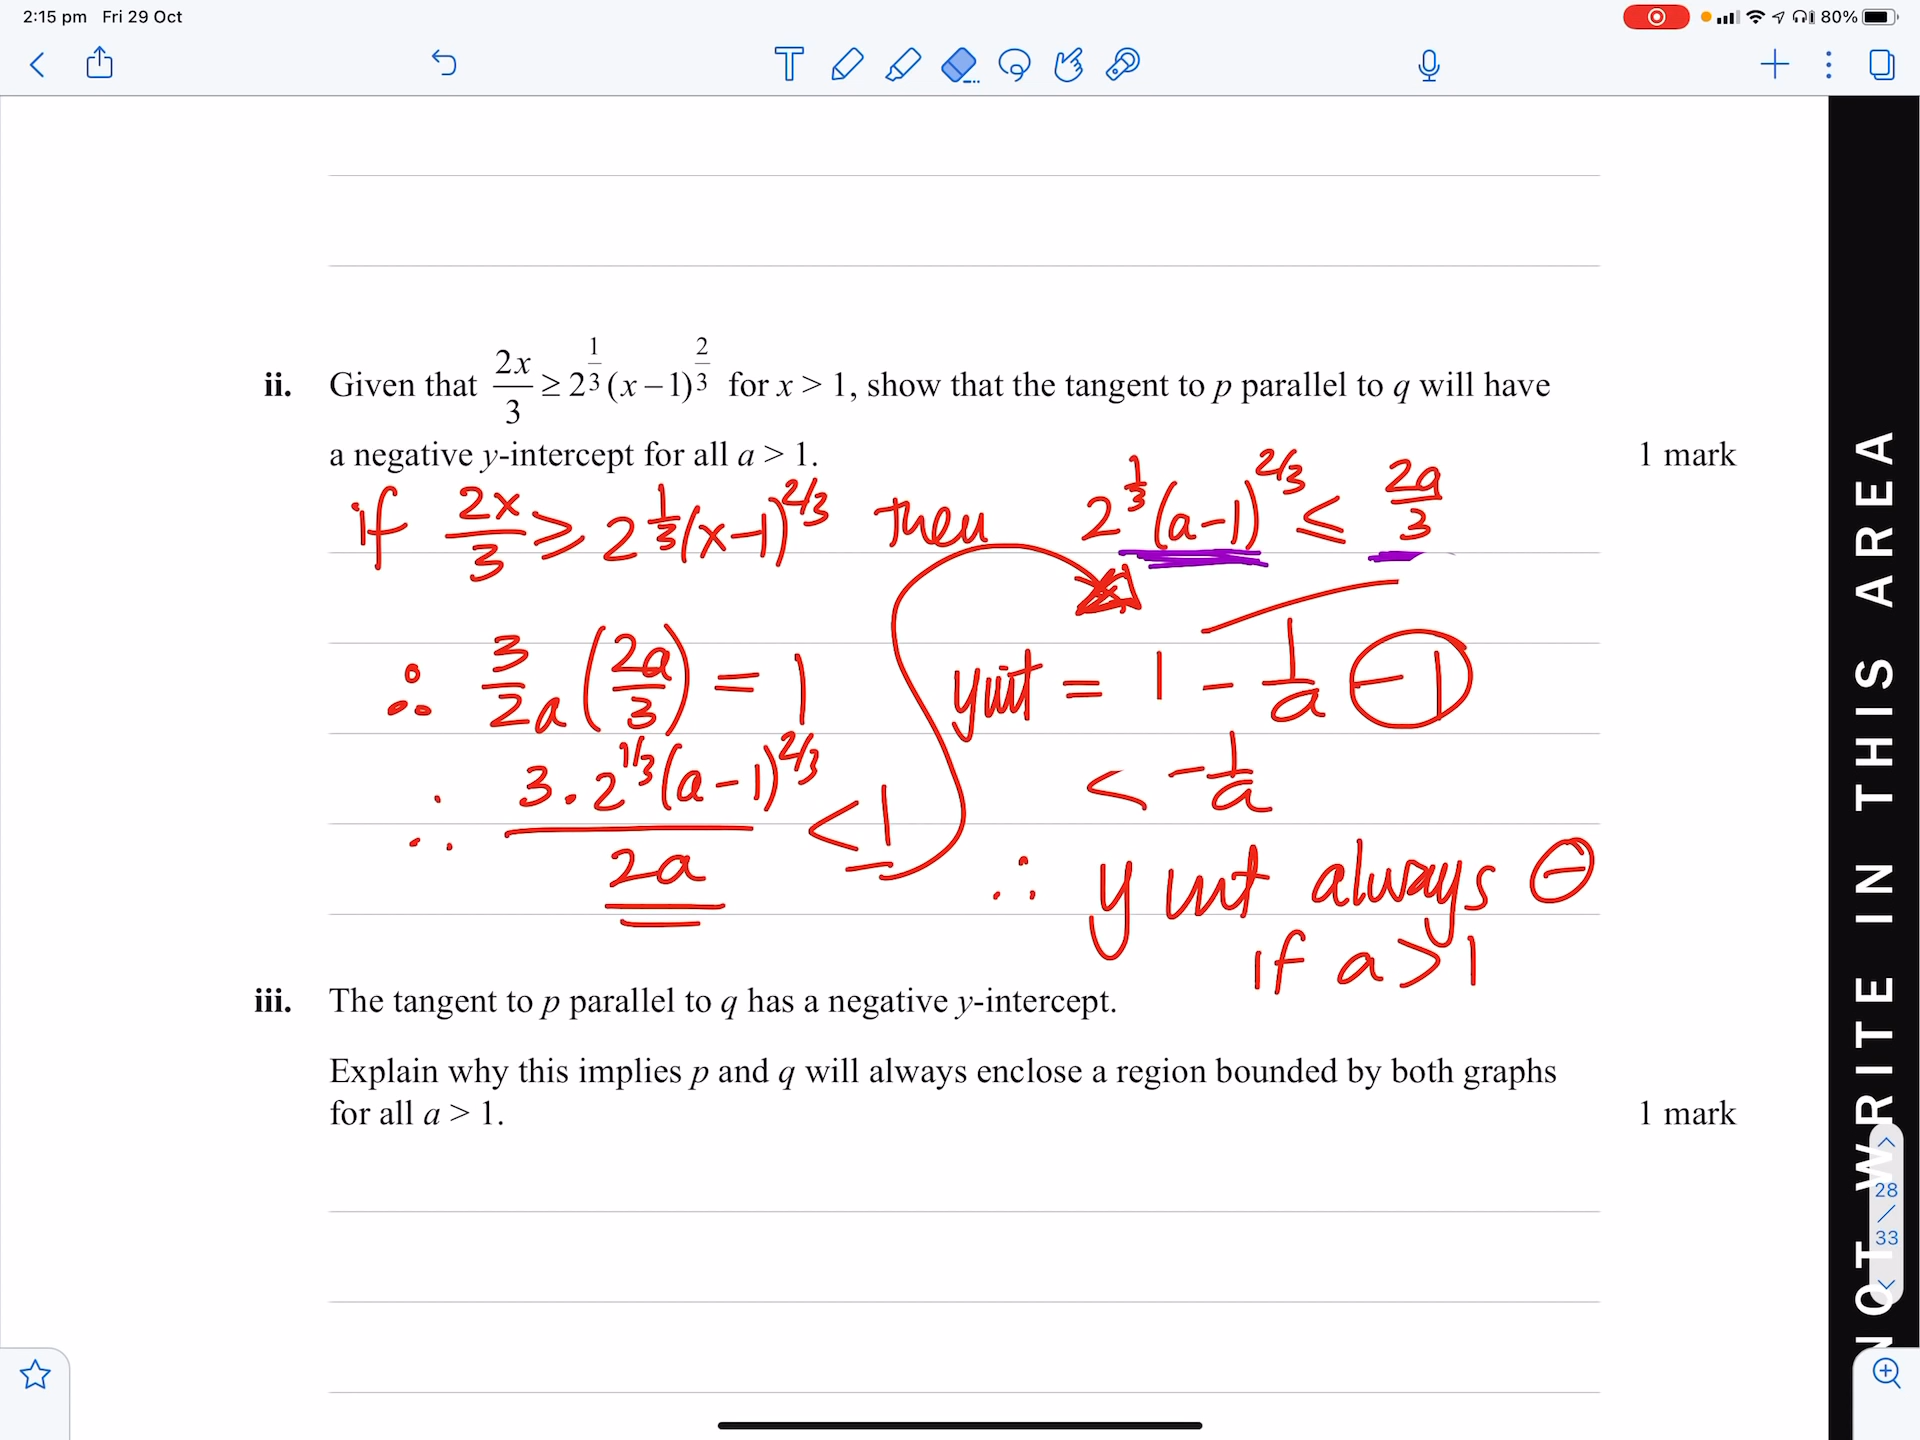 2:15 pm Fri 29 Oct 80%
ii. Given that 2x/3 ≥ 2^(1/3) (x – 1)^(2/3) for x > 1, show that the tangent to p parallel to q will have
a negative y-intercept for all a > 1. 1 mark
if 2x/3 ≥ 2^(1/3) (x-1)^(2/3) then 2^(1/3) (a-1)^(2/3) ≤ 2a/3
∴ 3/2a (2a/3) = 1 yint = 1 - 1/a - 1
∴ 3·2^(1/3) (a-1)^(2/3) / 2a < 1 < -1/a
∴ y int always ⊖
if a > 1
iii. The tangent to p parallel to q has a negative y-intercept.
Explain why this implies p and q will always enclose a region bounded by both graphs
for all a > 1. 1 mark
NOT WRITE IN THIS AREA
28 / 33